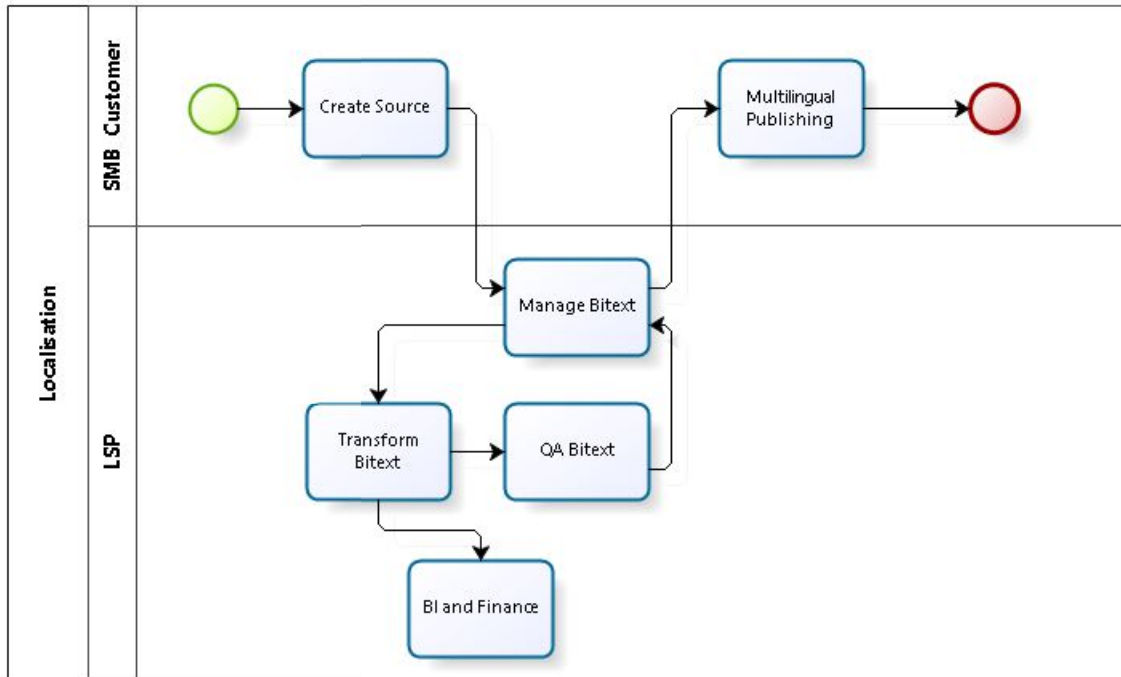 Localisation
SMB Customer
Create Source
Multilingual
Publishing
LSP
Manage Bitext
Transform
Bitext
QA Bitext
BI and Finance